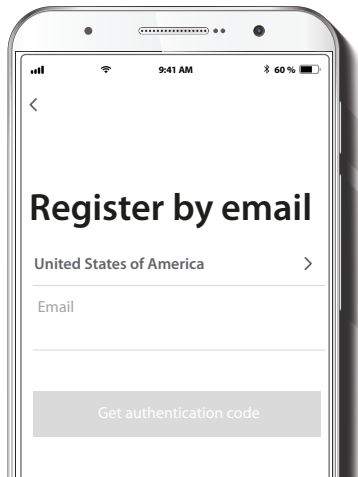 9:41 AM 60 %
Register by email
United States of America
Email
Get authentication code